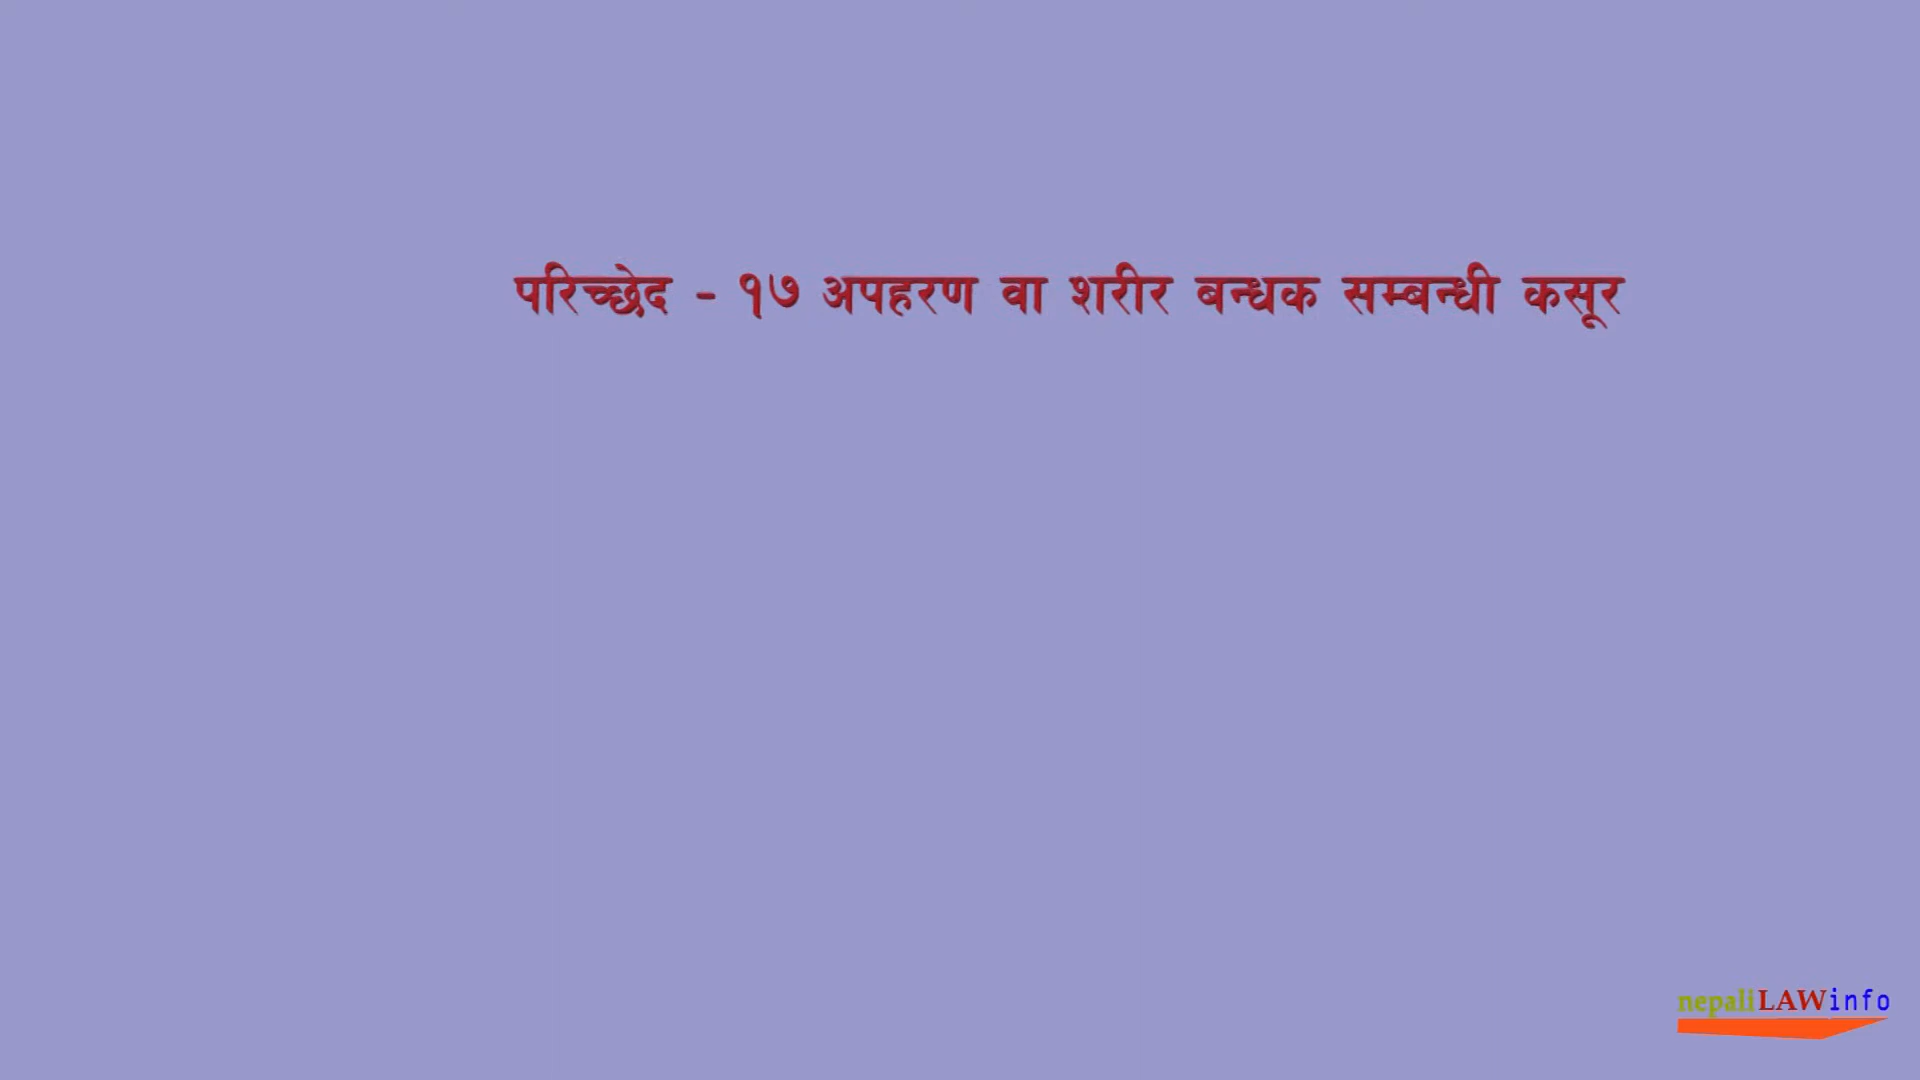 परिच्छेद - १७ अपहरण वा शरीर बन्धक सम्बन्धी कसूर
nepaliLAWinfo